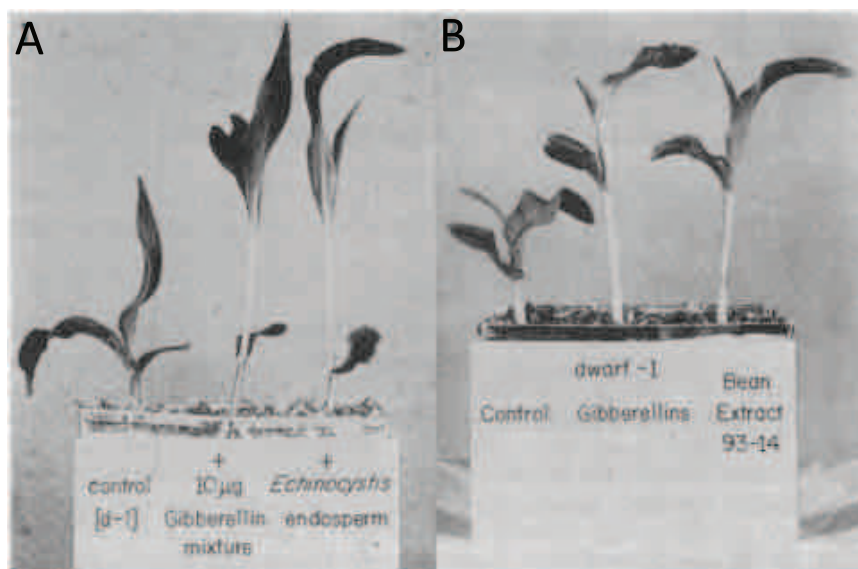 A
B
+ +
control 10 µg Echinocystis
[d-1] Gibberellin endosperm
mixture
dwarf -1
Control Gibberellins Bean
Extract
93-14